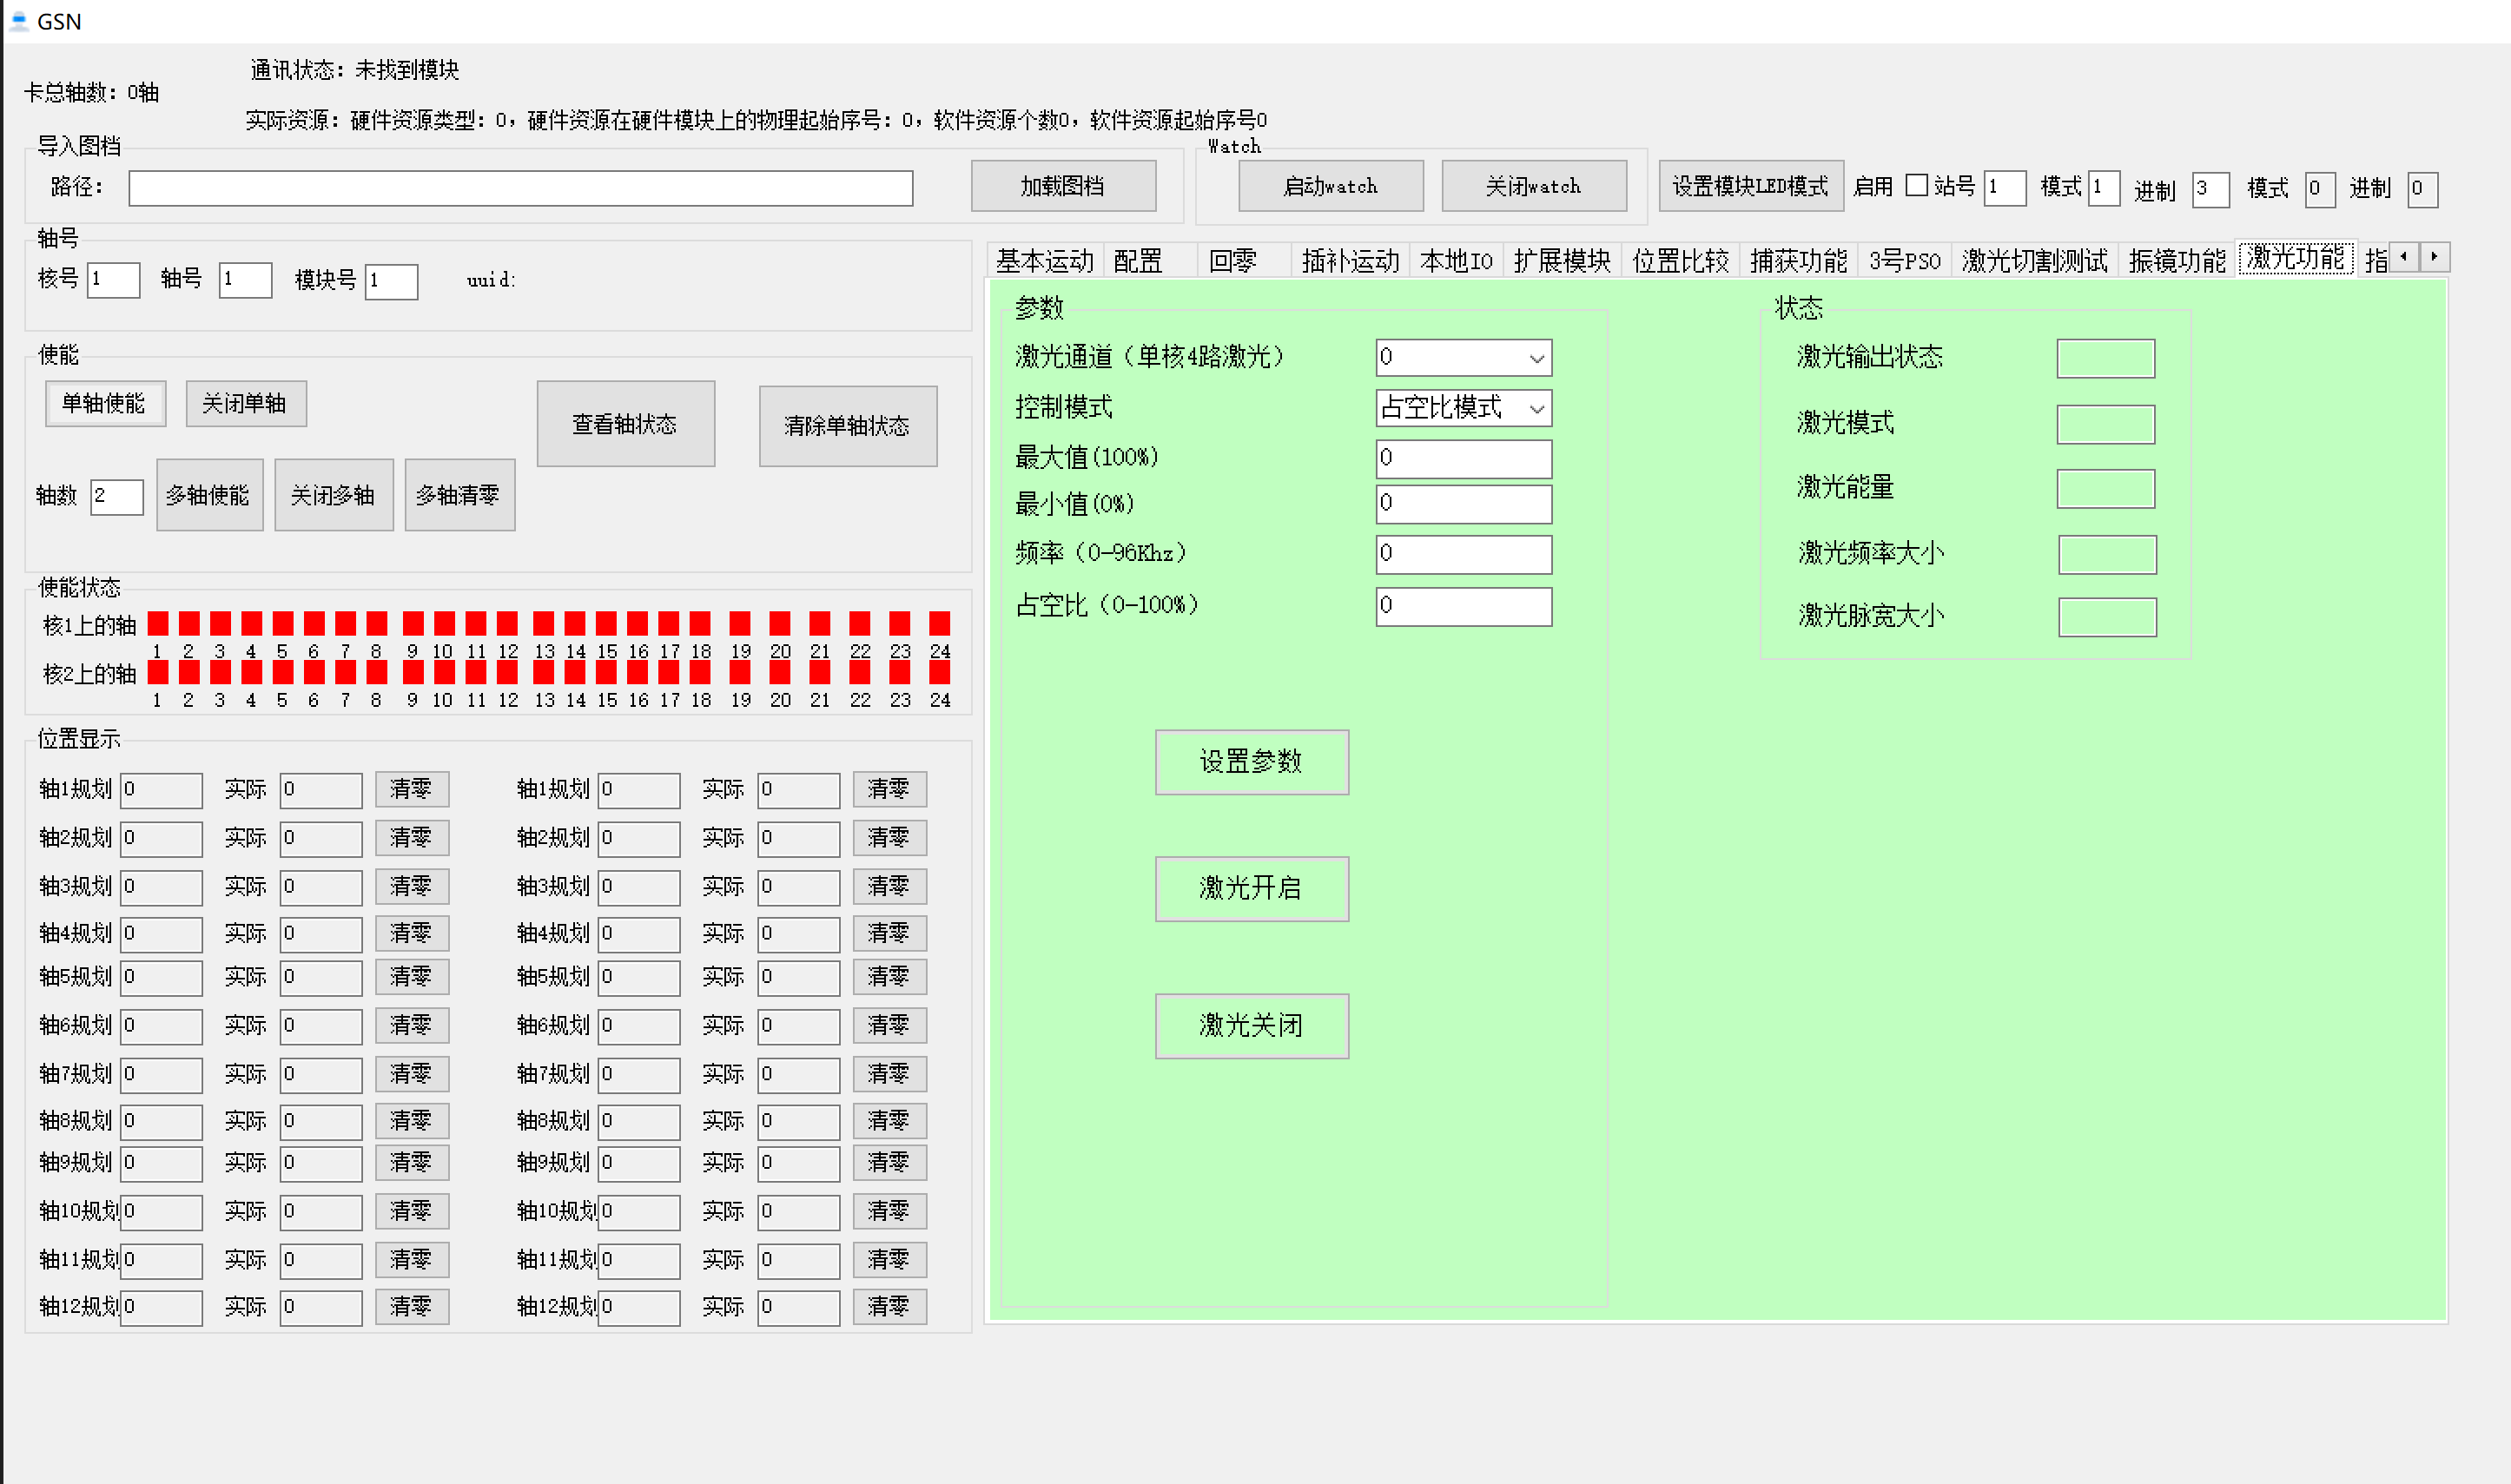 GSN
通讯状态：未找到模块
卡总轴数：0轴
实际资源：硬件资源类型：0，硬件资源在硬件模块上的物理起始序号：0，软件资源个数0，软件资源起始序号0
导入图档
路径：
加载图档
Watch
启动watch
关闭watch
设置模块LED模式
启用
站号 1
模式 1
进制 3
模式 0
进制 0
轴号
核号 1
轴号 1
模块号 1
uuid:
使能
单轴使能
关闭单轴
查看轴状态
清除单轴状态
轴数 2
多轴使能
关闭多轴
多轴清零
使能状态
核1上的轴
1 2 3 4 5 6 7 8 9 10 11 12 13 14 15 16 17 18 19 20 21 22 23 24
核2上的轴
1 2 3 4 5 6 7 8 9 10 11 12 13 14 15 16 17 18 19 20 21 22 23 24
位置显示
轴1规划 0 实际 0 清零 轴1规划 0 实际 0 清零
轴2规划 0 实际 0 清零 轴2规划 0 实际 0 清零
轴3规划 0 实际 0 清零 轴3规划 0 实际 0 清零
轴4规划 0 实际 0 清零 轴4规划 0 实际 0 清零
轴5规划 0 实际 0 清零 轴5规划 0 实际 0 清零
轴6规划 0 实际 0 清零 轴6规划 0 实际 0 清零
轴7规划 0 实际 0 清零 轴7规划 0 实际 0 清零
轴8规划 0 实际 0 清零 轴8规划 0 实际 0 清零
轴9规划 0 实际 0 清零 轴9规划 0 实际 0 清零
轴10规划 0 实际 0 清零 轴10规划 0 实际 0 清零
轴11规划 0 实际 0 清零 轴11规划 0 实际 0 清零
轴12规划 0 实际 0 清零 轴12规划 0 实际 0 清零
基本运动 配置 回零 插补运动 本地IO 扩展模块 位置比较 捕获功能 3号PSO 激光切割测试 振镜功能 激光功能 指
参数
激光通道（单核4路激光） 0
控制模式 占空比模式
最大值(100%) 0
最小值(0%) 0
频率（0-96Khz） 0
占空比（0-100%） 0
设置参数
激光开启
激光关闭
状态
激光输出状态
激光模式
激光能量
激光频率大小
激光脉宽大小